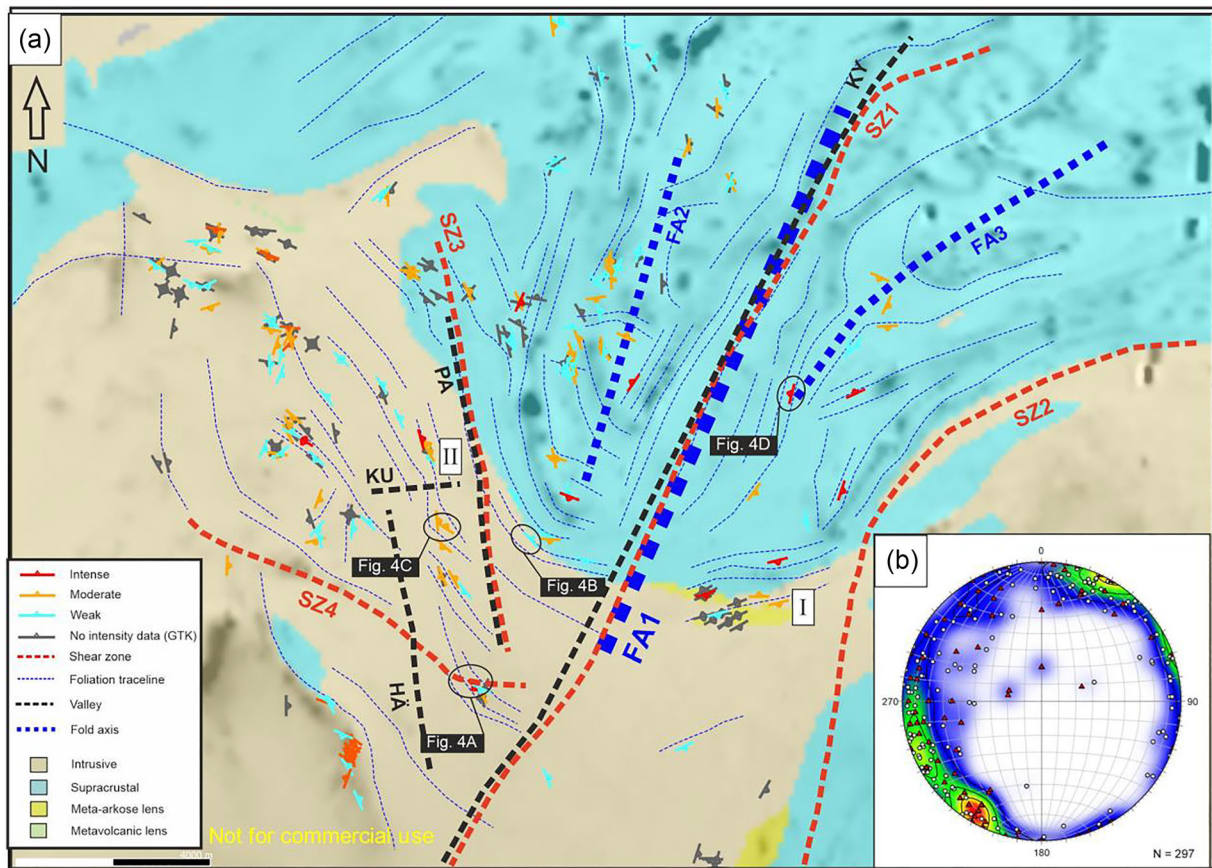 (a)
N
KY
SZ1
FA2
FA3
SZ3
PA
SZ2
Fig. 4D
II
KU
Fig. 4C
Fig. 4B
SZ4
I
FA1
HÄ
Fig. 4A
Intense
Moderate
Weak
No intensity data (GTK)
Shear zone
Foliation traceline
Valley
Fold axis
Intrusive
Supracrustal
Meta-arkose lens
Metavolcanic lens
Not for commercial use
(b)
0
270
90
180
N = 297